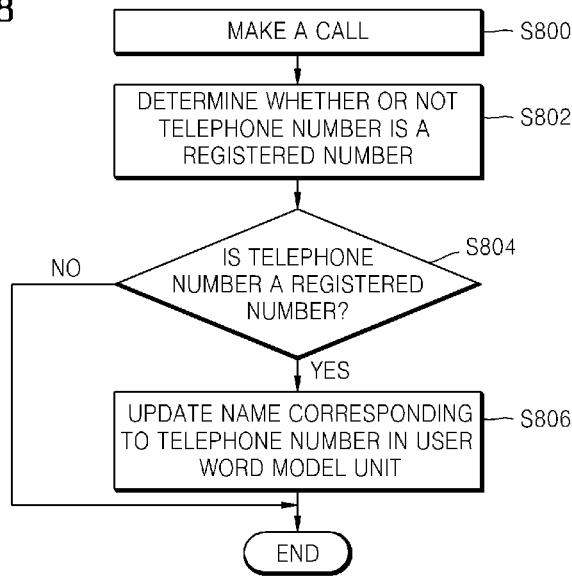 8
MAKE A CALL
S800
DETERMINE WHETHER OR NOT
TELEPHONE NUMBER IS A
REGISTERED NUMBER
S802
IS TELEPHONE
NUMBER A REGISTERED
NUMBER?
S804
NO
YES
UPDATE NAME CORRESPONDING
TO TELEPHONE NUMBER IN USER
WORD MODEL UNIT
S806
END